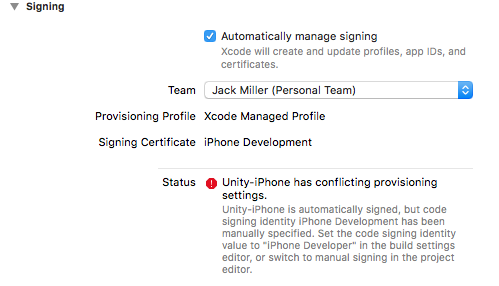 Signing
Automatically manage signing
Xcode will create and update profiles, app IDs, and
certificates.
Team Jack Miller (Personal Team)
Provisioning Profile Xcode Managed Profile
Signing Certificate iPhone Development
Status Unity-iPhone has conflicting provisioning
settings.
Unity-iPhone is automatically signed, but code
signing identity iPhone Development has been
manually specified. Set the code signing identity
value to "iPhone Developer" in the build settings
editor, or switch to manual signing in the project
editor.